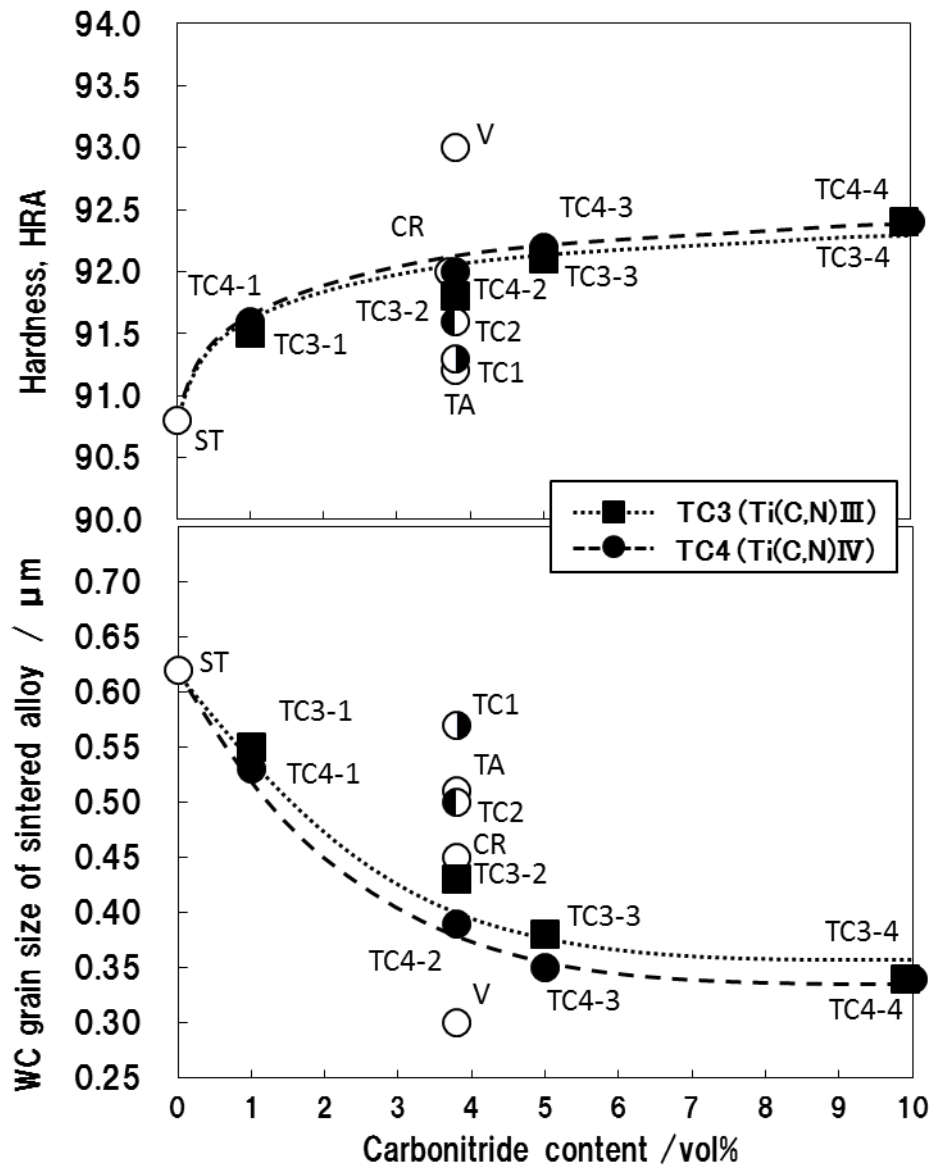 94.0
93.5
93.0
92.5
92.0
91.5
91.0
90.5
90.0
Hardness, HRA
V
TC4-4
TC4-3
CR
TC3-4
TC3-3
TC4-1
TC4-2
TC3-2
TC3-1
TC2
TC1
TA
ST
TC3 (Ti(C,N)III)
TC4 (Ti(C,N)IV)
0.70
0.65
0.60
0.55
0.50
0.45
0.40
0.35
0.30
0.25
WC grain size of sintered alloy / μm
ST
TC3-1
TC1
TC4-1
TA
TC2
CR
TC3-2
TC3-3
TC3-4
TC4-2
V
TC4-3
TC4-4
0 1 2 3 4 5 6 7 8 9 10
Carbonitride content /vol%